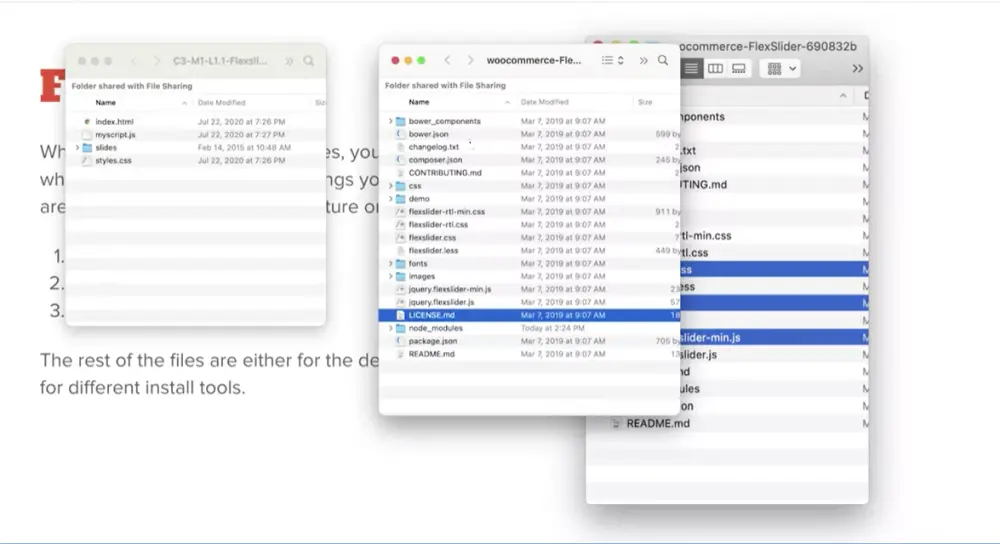 F
C3-M1-L1.1-Flexsli...
Folder shared with File Sharing
Name Date Modified Siz
index.html Jul 22, 2020 at 7:26 PM
myscript.js Jul 22, 2020 at 7:27 PM
slides Feb 14, 2015 at 10:48 AM
styles.css Jul 22, 2020 at 7:26 PM
Wh es, you
wh ngs yo
are ture or
1.
2.
3.
The rest of the files are either for the de
for different install tools.
woocommerce-Fle...
Folder shared with File Sharing
Name Date Modified Size
bower_components Mar 7, 2019 at 9:07 AM
bower.json Mar 7, 2019 at 9:07 AM 599 by
changelog.txt Mar 7, 2019 at 9:07 AM 2
composer.json Mar 7, 2019 at 9:07 AM 245 by
CONTRIBUTING.md Mar 7, 2019 at 9:07 AM 2
css Mar 7, 2019 at 9:07 AM
demo Mar 7, 2019 at 9:07 AM
flexslider-rtl-min.css Mar 7, 2019 at 9:07 AM 911 by
flexslider-rtl.css Mar 7, 2019 at 9:07 AM 2
flexslider.css Mar 7, 2019 at 9:07 AM 7
flexslider.less Mar 7, 2019 at 9:07 AM 449 by
fonts Mar 7, 2019 at 9:07 AM
images Mar 7, 2019 at 9:07 AM
jquery.flexslider-min.js Mar 7, 2019 at 9:07 AM 23
jquery.flexslider.js Mar 7, 2019 at 9:07 AM 57
LICENSE.md Mar 7, 2019 at 9:07 AM 18
node_modules Today at 2:24 PM
package.json Mar 7, 2019 at 9:07 AM 705 by
README.md Mar 7, 2019 at 9:07 AM 13
ocommerce-FlexSlider-690832b
ponents
.txt
son
UTING.md
tl-min.css
tl.css
ss
ess
slider-min.js
slider.js
nd
ules
on
README.md